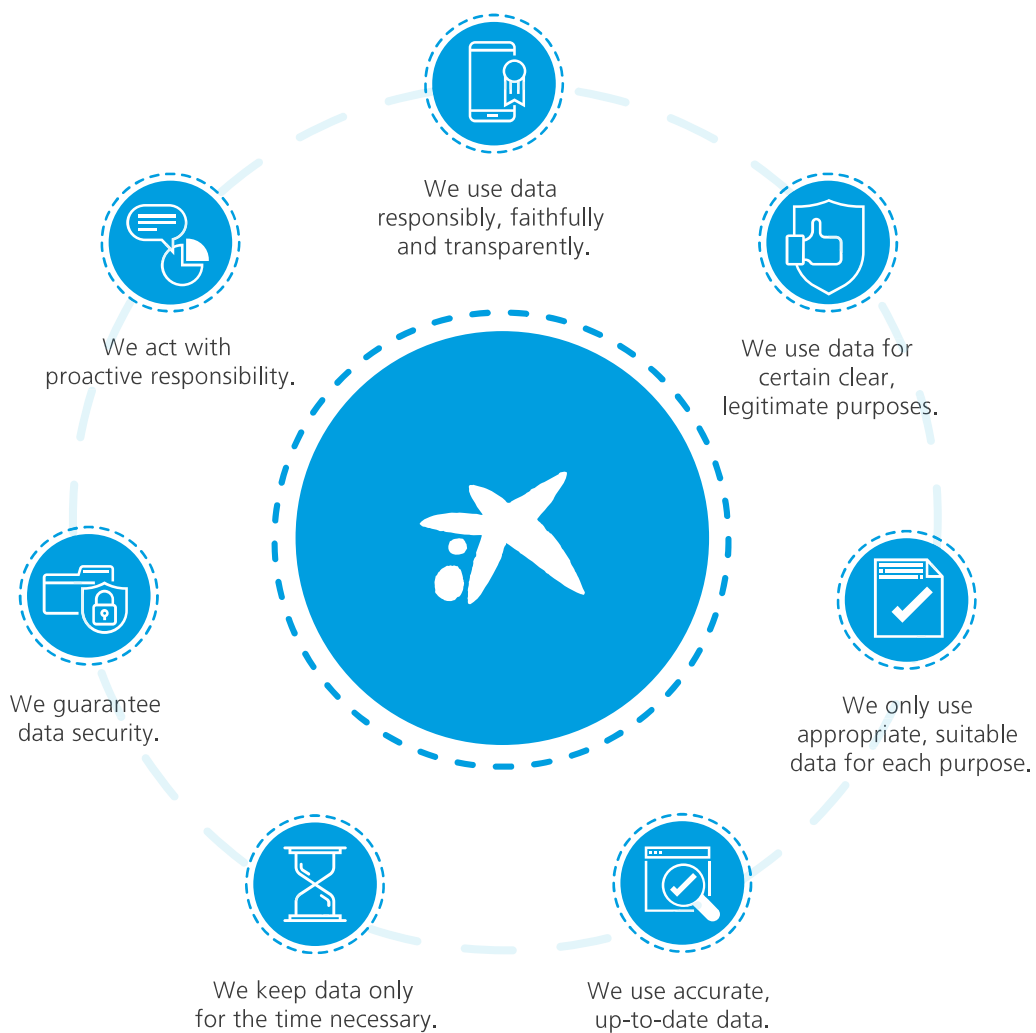 We use data
responsibly, faithfully
and transparently.
We use data for
certain clear,
legitimate purposes.
We only use
appropriate, suitable
data for each purpose.
We use accurate,
up-to-date data.
We keep data only
for the time necessary.
We guarantee
data security.
We act with
proactive responsibility.